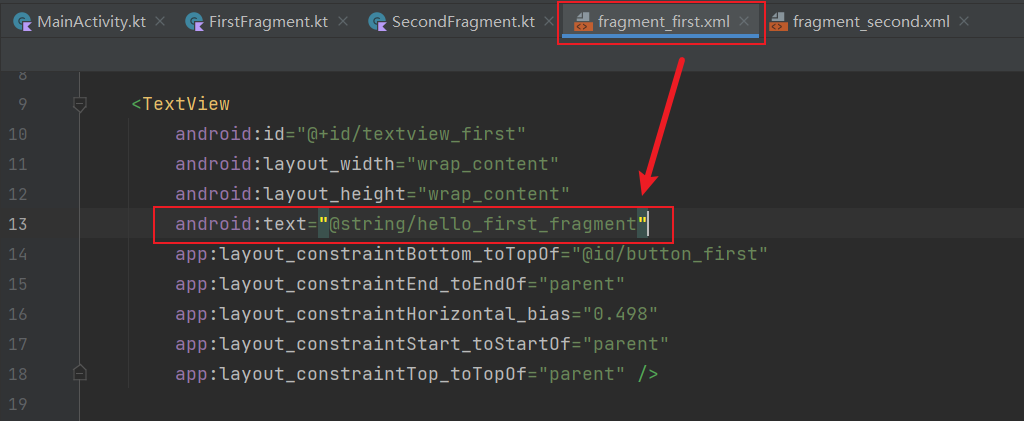 MainActivity.kt FirstFragment.kt SecondFragment.kt fragment_first.xml fragment_second.xml
8
9 <TextView
10 android:id="@+id/textview_first"
11 android:layout_width="wrap_content"
12 android:layout_height="wrap_content"
13 android:text="@string/hello_first_fragment"
14 app:layout_constraintBottom_toTopOf="@id/button_first"
15 app:layout_constraintEnd_toEndOf="parent"
16 app:layout_constraintHorizontal_bias="0.498"
17 app:layout_constraintStart_toStartOf="parent"
18 app:layout_constraintTop_toTopOf="parent" />
19